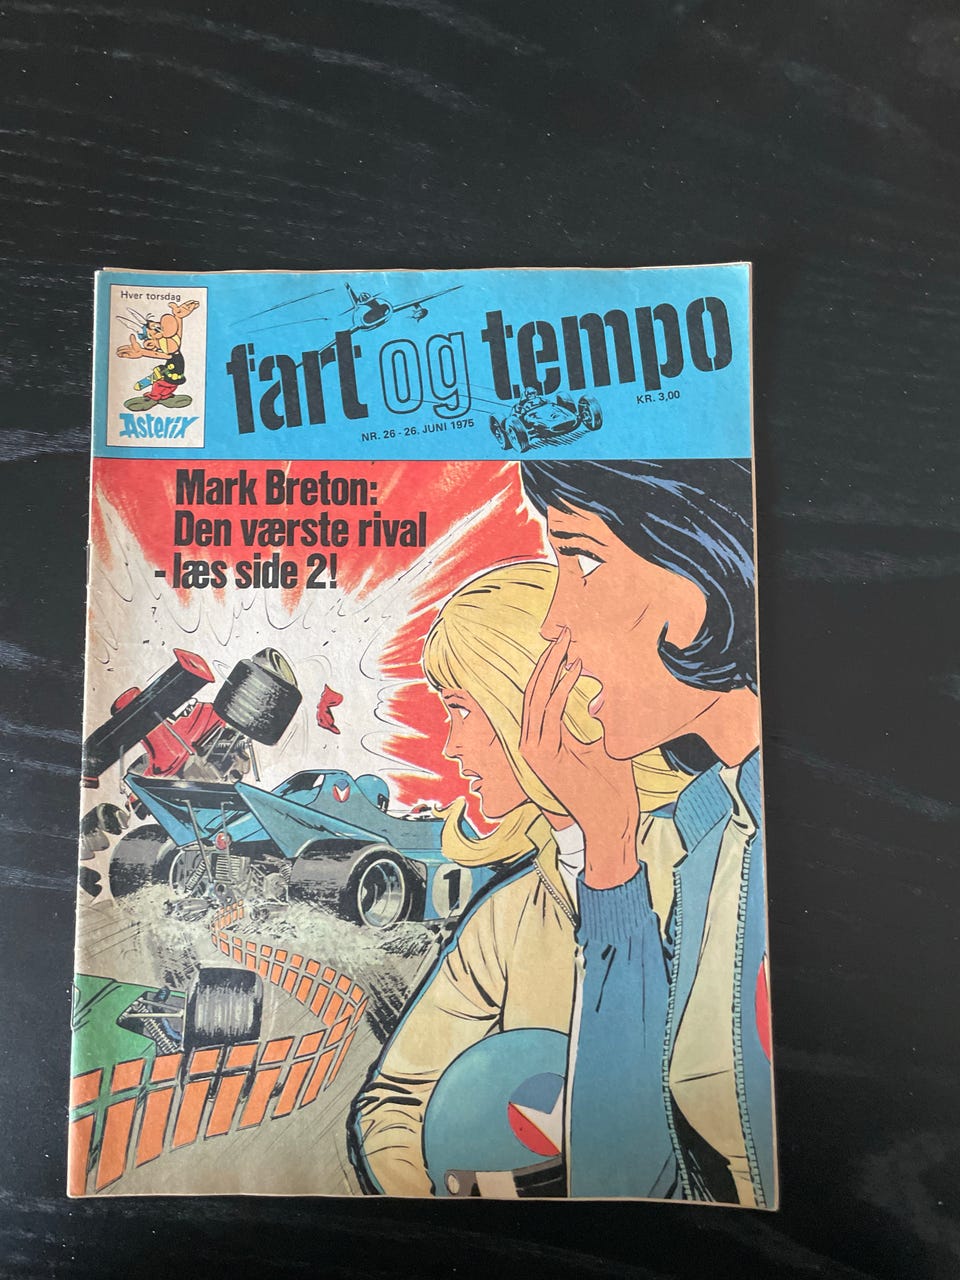 Hver torsdag
Asterix
fart og tempo
NR. 26 - 26. JUNI 1975
KR. 3,00
Mark Breton:
Den værste rival
- læs side 2!
1